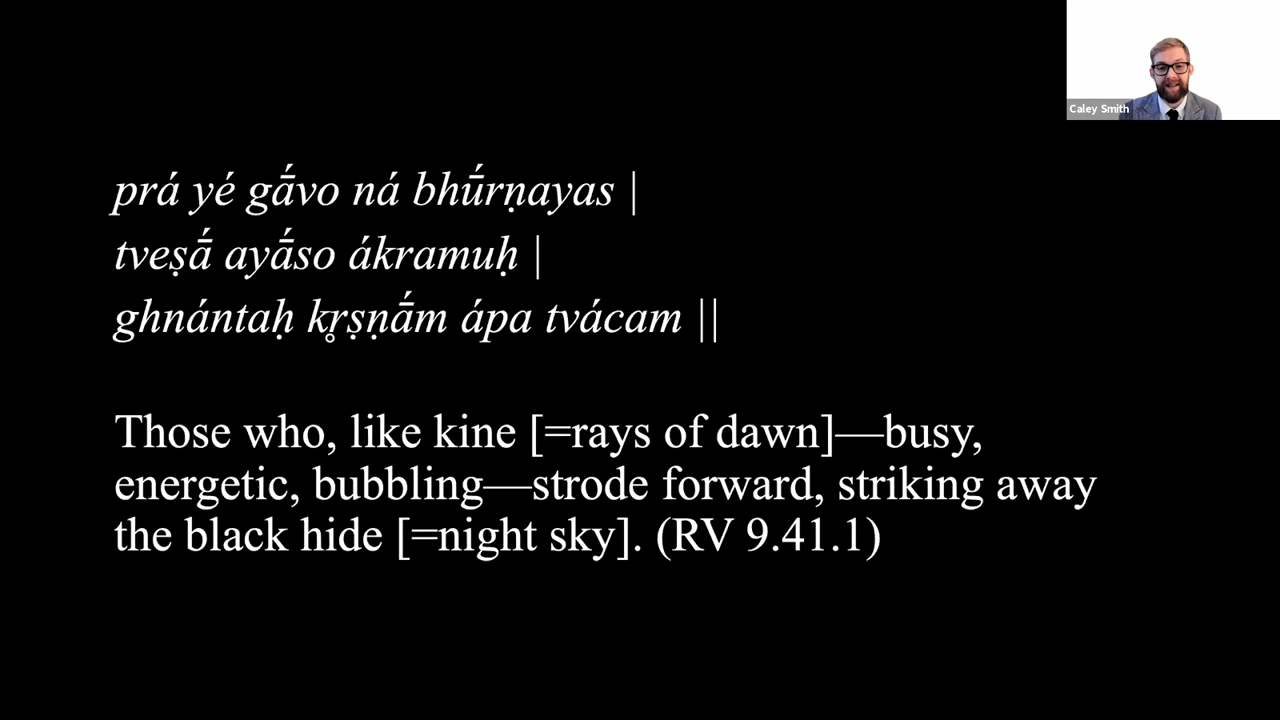 Caley Smith
prá yé gā́vo ná bhū́rṇayas |
tveṣā́ ayā́so ákramuḥ |
ghnántaḥ kr̥ṣṇā́m ápa tvácam ||
Those who, like kine [=rays of dawn]—busy,
energetic, bubbling—strode forward, striking away
the black hide [=night sky]. (RV 9.41.1)